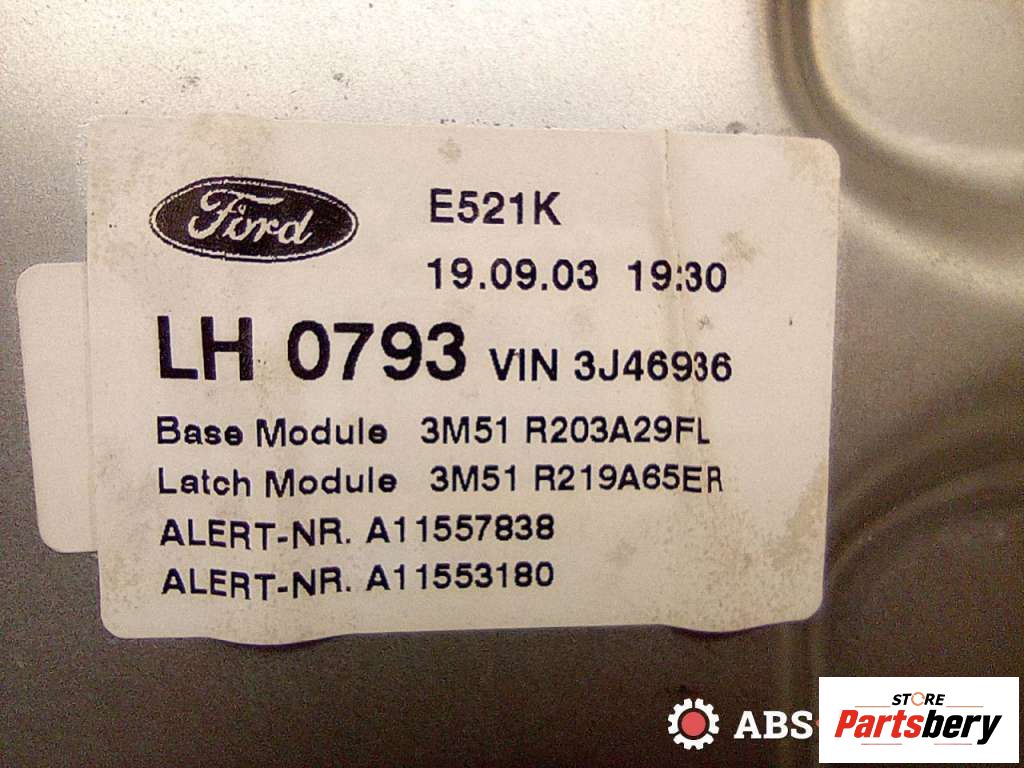 Ford
E521K
19.09.03 19:30
LH 0793 VIN 3J46936
Base Module 3M51 R203A29FL
Latch Module 3M51 R219A65ER
ALERT-NR. A11557838
ALERT-NR. A11553180
ABS
STORE
Partsbery